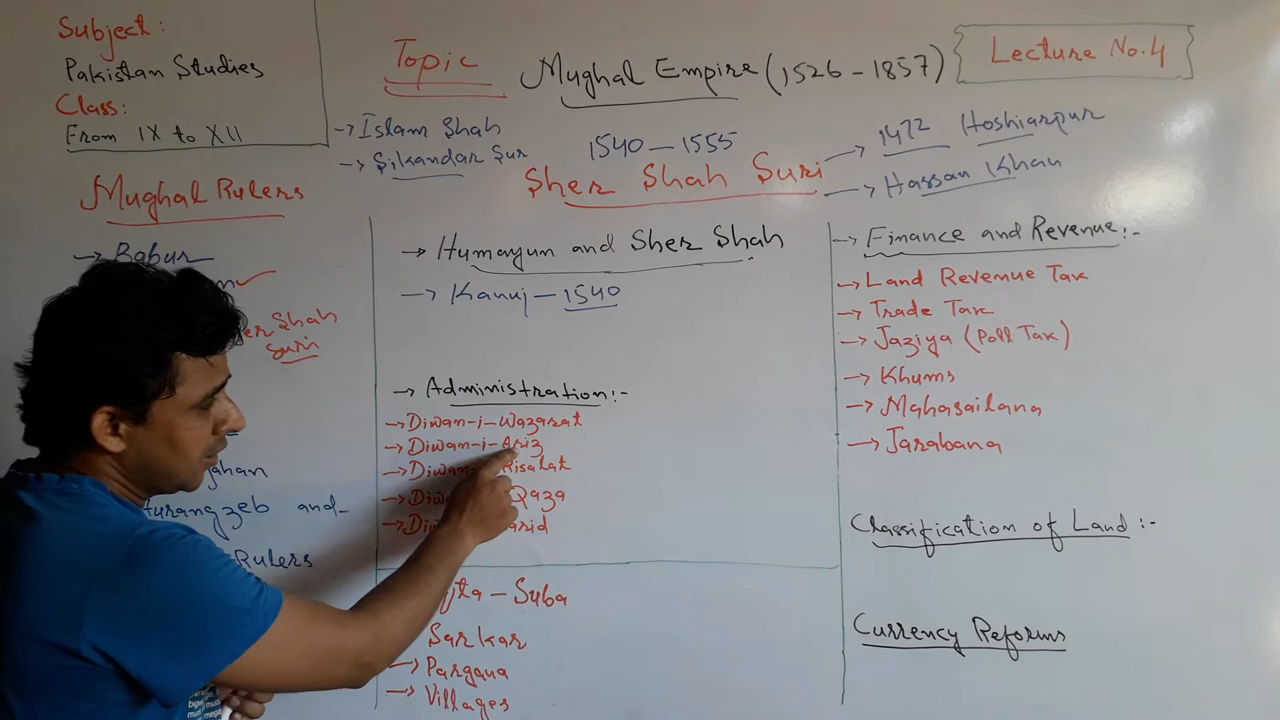 Subject:
Pakistan Studies
Class:
From IX to XII
Topic
Mughal Empire (1526-1857)
Lecture No.4
→ Islam Shah
→ Sikandar Sur
1540-1555
Sher Shah Suri
→ 1472 Hoshiarpur
→ Hassan Khan
Mughal Rulers
→ Babur
Shah
Suri
and
Rulers
→ Humayun and Sher Shah
→ Kanuj - 1540
→ Administration:-
→ Diwan-i-Wazarat
→ Diwan-i-Ariz
Risalat
Qaza
- Suba
Sarkar
→ Pargana
→ Villages
→ Finance and Revenue:-
→ Land Revenue Tax
→ Trade Tax
→ Jaziya (Poll Tax)
→ Khums
→ Mahasailana
→ Jarabana
Classification of Land:-
Currency Reforms